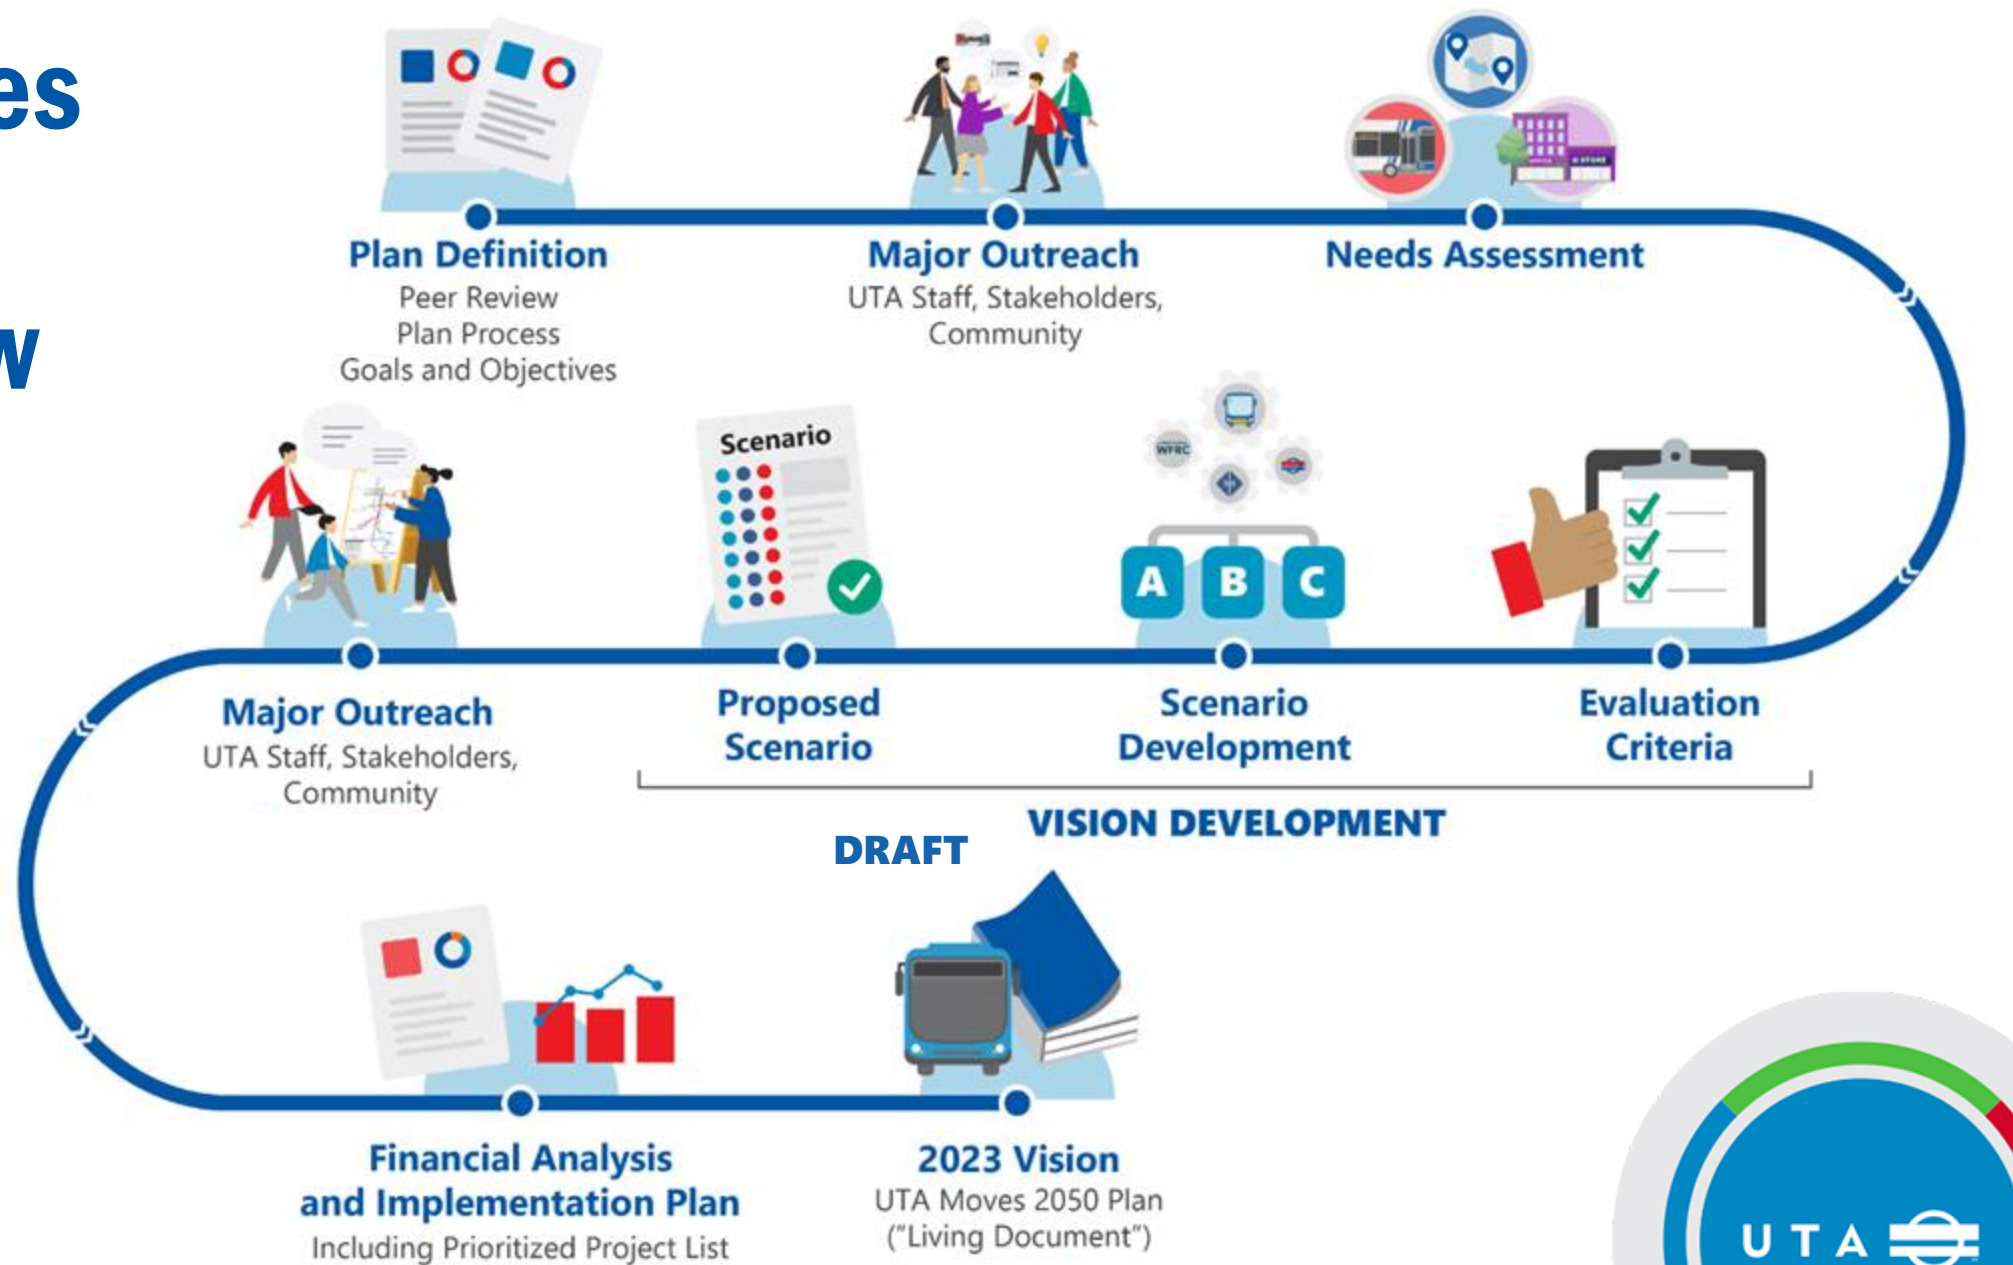 es
w
Plan Definition
Peer Review
Plan Process
Goals and Objectives
Major Outreach
UTA Staff, Stakeholders,
Community
Needs Assessment
Scenario
WFRC
A B C
Evaluation
Criteria
Scenario
Development
Proposed
Scenario
Major Outreach
UTA Staff, Stakeholders,
Community
VISION DEVELOPMENT
DRAFT
Financial Analysis
and Implementation Plan
Including Prioritized Project List
2023 Vision
UTA Moves 2050 Plan
("Living Document")
UTA